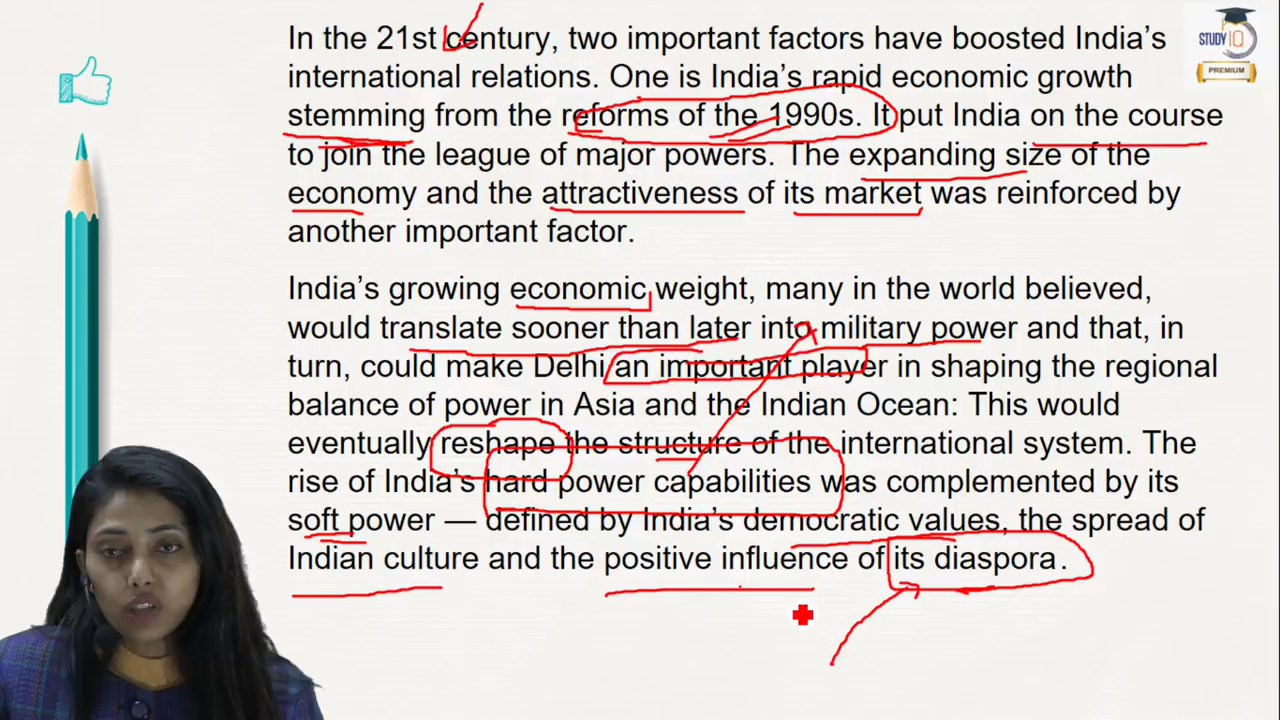 In the 21st century, two important factors have boosted India's
international relations. One is India's rapid economic growth
stemming from the reforms of the 1990s. It put India on the course
to join the league of major powers. The expanding size of the
economy and the attractiveness of its market was reinforced by
another important factor.
India's growing economic weight, many in the world believed,
would translate sooner than later into military power and that, in
turn, could make Delhi an important player in shaping the regional
balance of power in Asia and the Indian Ocean: This would
eventually reshape the structure of the international system. The
rise of India's hard power capabilities was complemented by its
soft power — defined by India's democratic values, the spread of
Indian culture and the positive influence of its diaspora.
STUDY IQ
PREMIUM